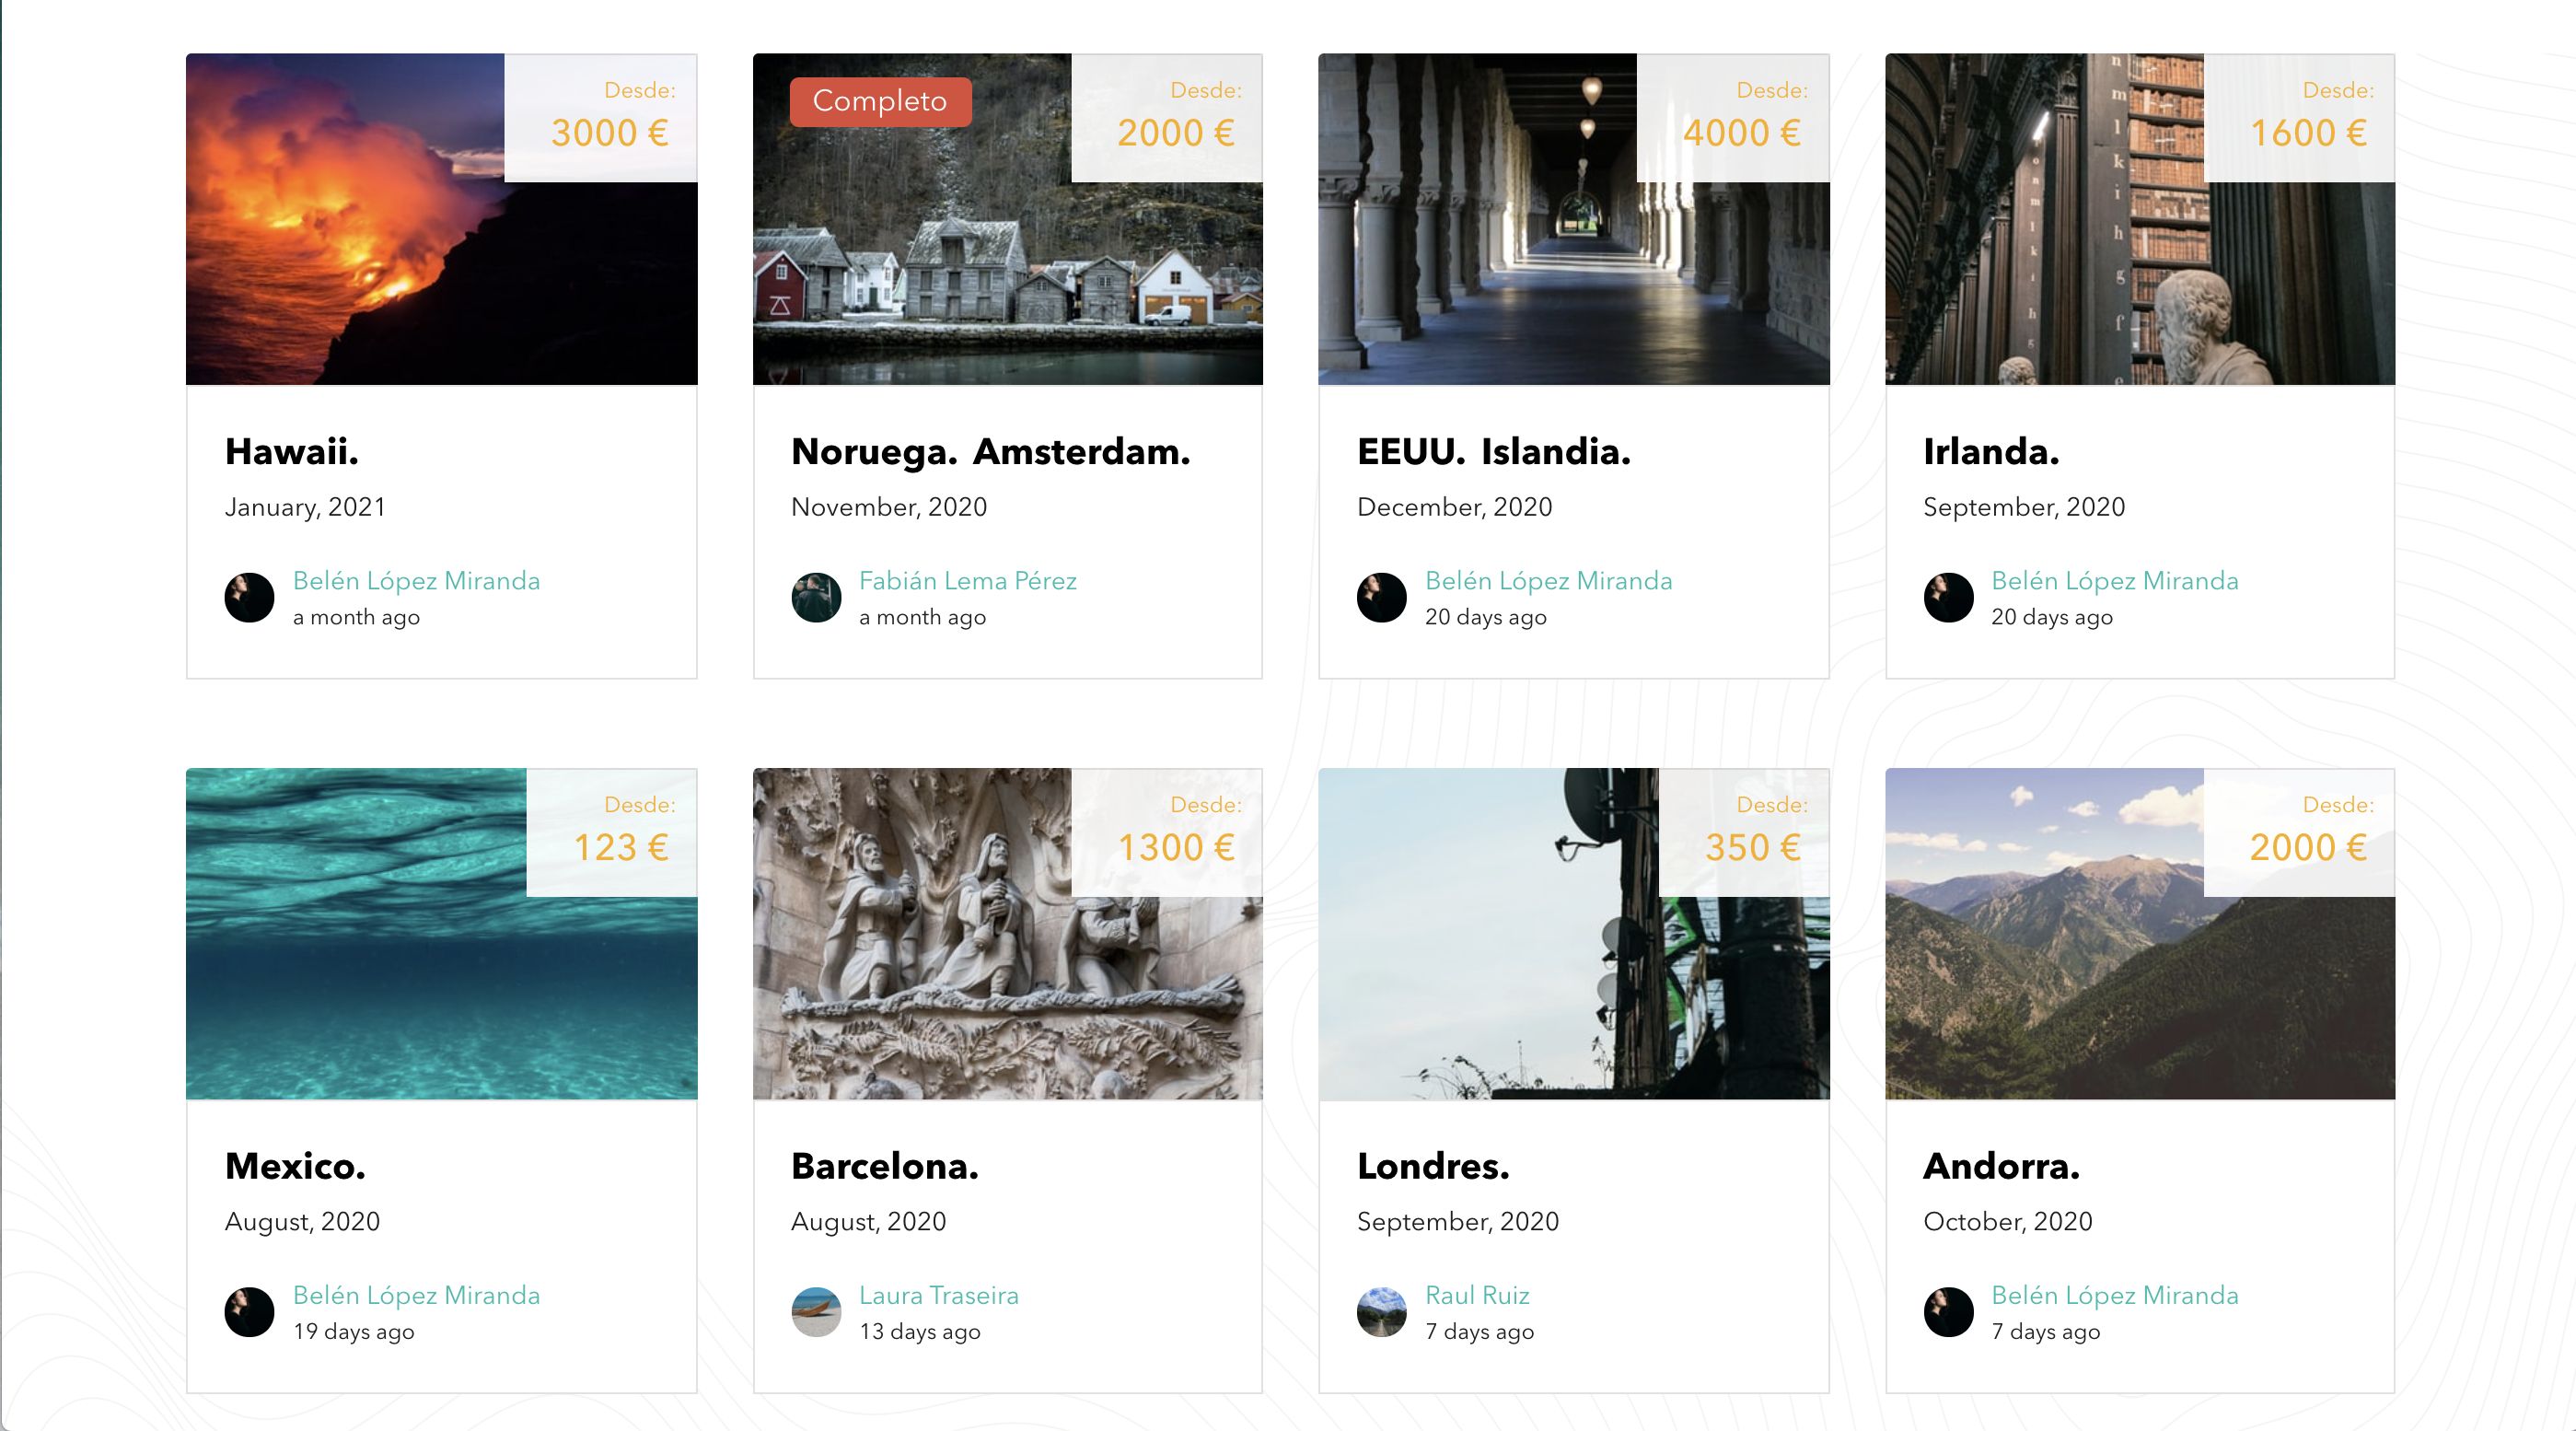 Desde:
3000 €
Hawaii.
January, 2021
Belén López Miranda
a month ago
Completo
Desde:
2000 €
Noruega. Amsterdam.
November, 2020
Fabián Lema Pérez
a month ago
Desde:
4000 €
EEUU. Islandia.
December, 2020
Belén López Miranda
20 days ago
Desde:
1600 €
n
m
l
k
i
h
g
f
e
Irlanda.
September, 2020
Belén López Miranda
20 days ago
Desde:
123 €
Mexico.
August, 2020
Belén López Miranda
19 days ago
Desde:
1300 €
Barcelona.
August, 2020
Laura Traseira
13 days ago
Desde:
350 €
Londres.
September, 2020
Raul Ruiz
7 days ago
Desde:
2000 €
Andorra.
October, 2020
Belén López Miranda
7 days ago